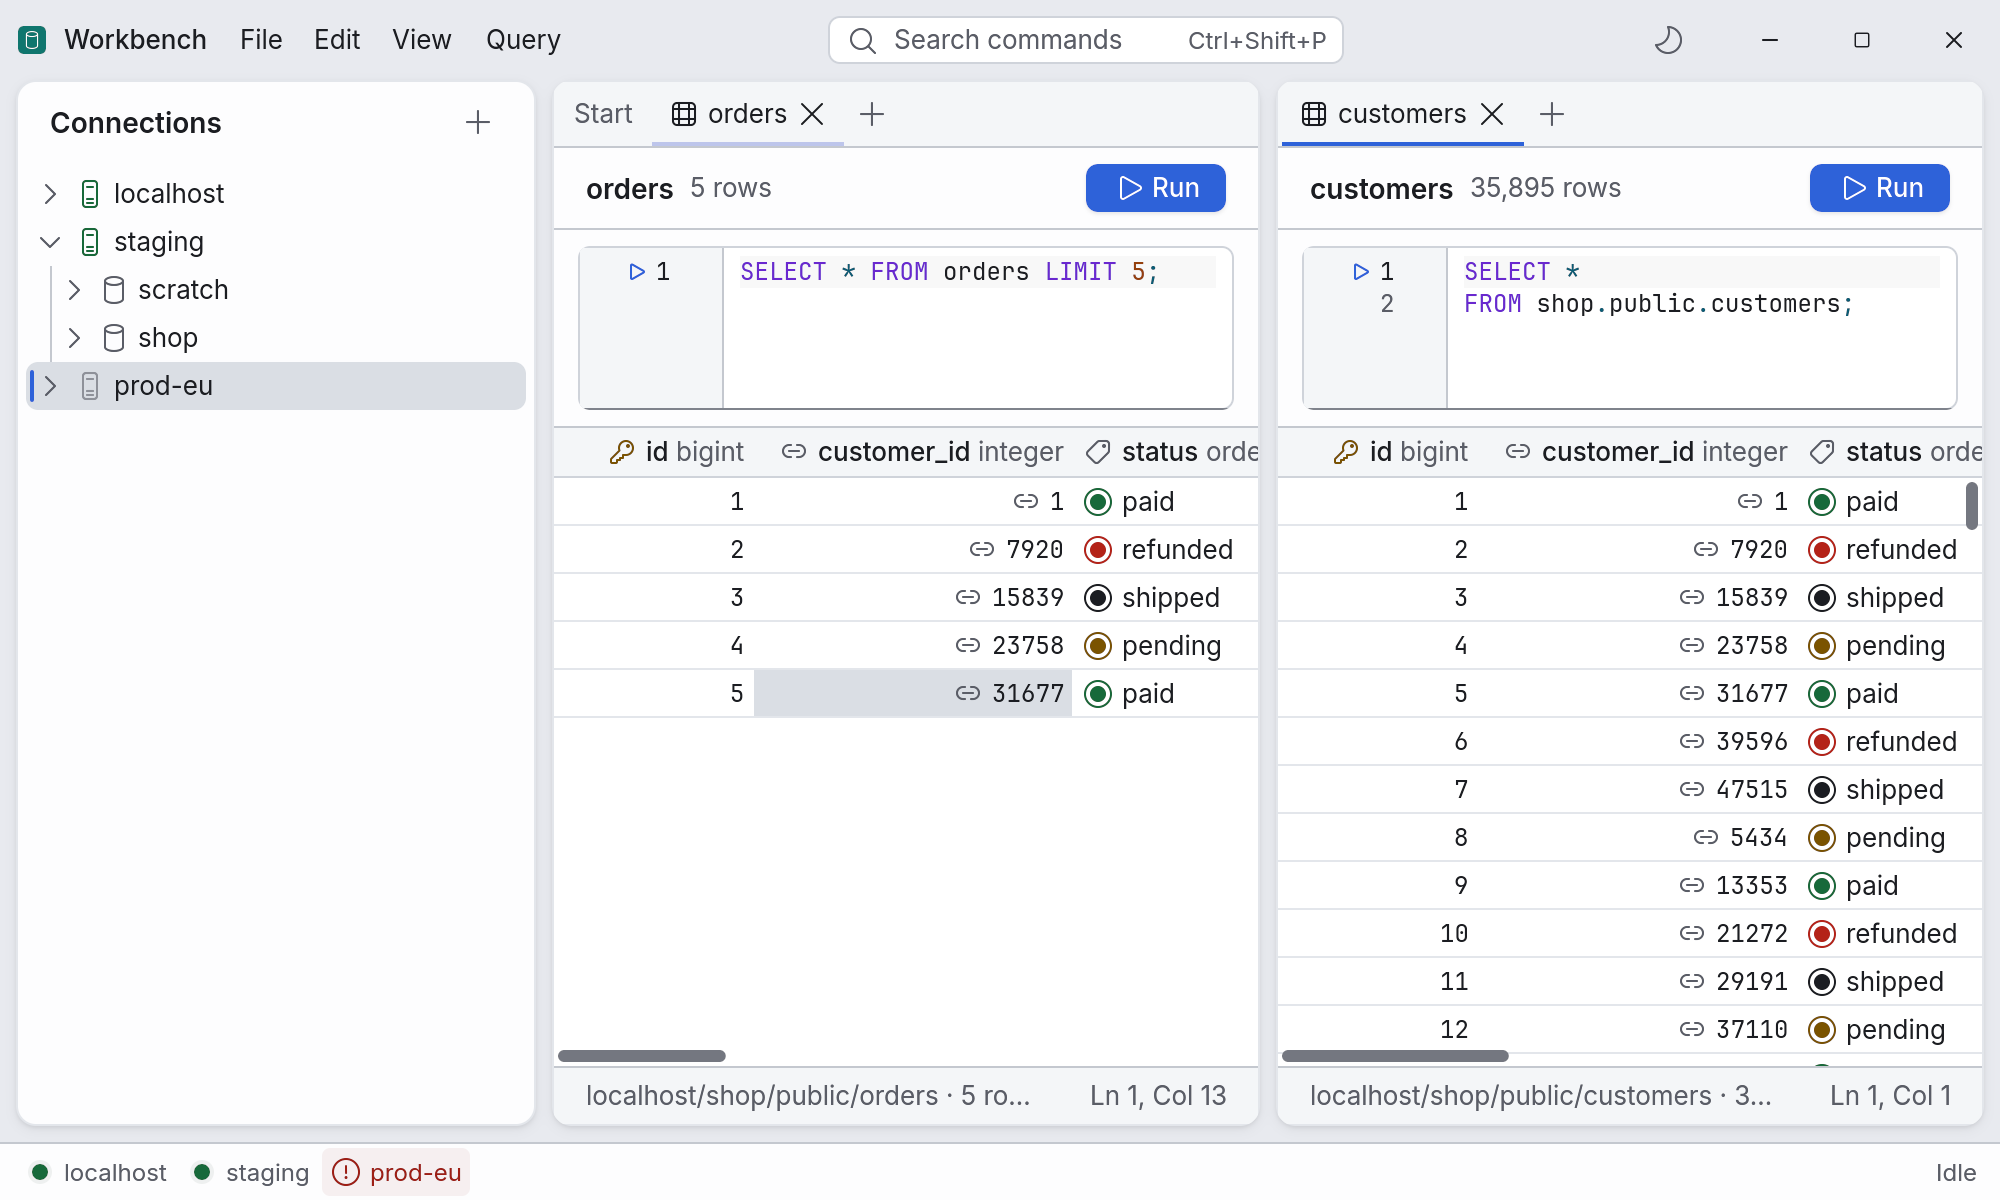 Workbench File Edit View Query
Search commands Ctrl+Shift+P
Connections
localhost
staging
scratch
shop
prod-eu
Start orders
orders 5 rows Run
1 SELECT * FROM orders LIMIT 5;
id bigint customer_id integer status orde
1 1 paid
2 7920 refunded
3 15839 shipped
4 23758 pending
5 31677 paid
localhost/shop/public/orders · 5 ro... Ln 1, Col 13
customers
customers 35,895 rows Run
1 SELECT *
2 FROM shop.public.customers;
id bigint customer_id integer status orde
1 1 paid
2 7920 refunded
3 15839 shipped
4 23758 pending
5 31677 paid
6 39596 refunded
7 47515 shipped
8 5434 pending
9 13353 paid
10 21272 refunded
11 29191 shipped
12 37110 pending
localhost/shop/public/customers · 3... Ln 1, Col 1
localhost staging prod-eu Idle